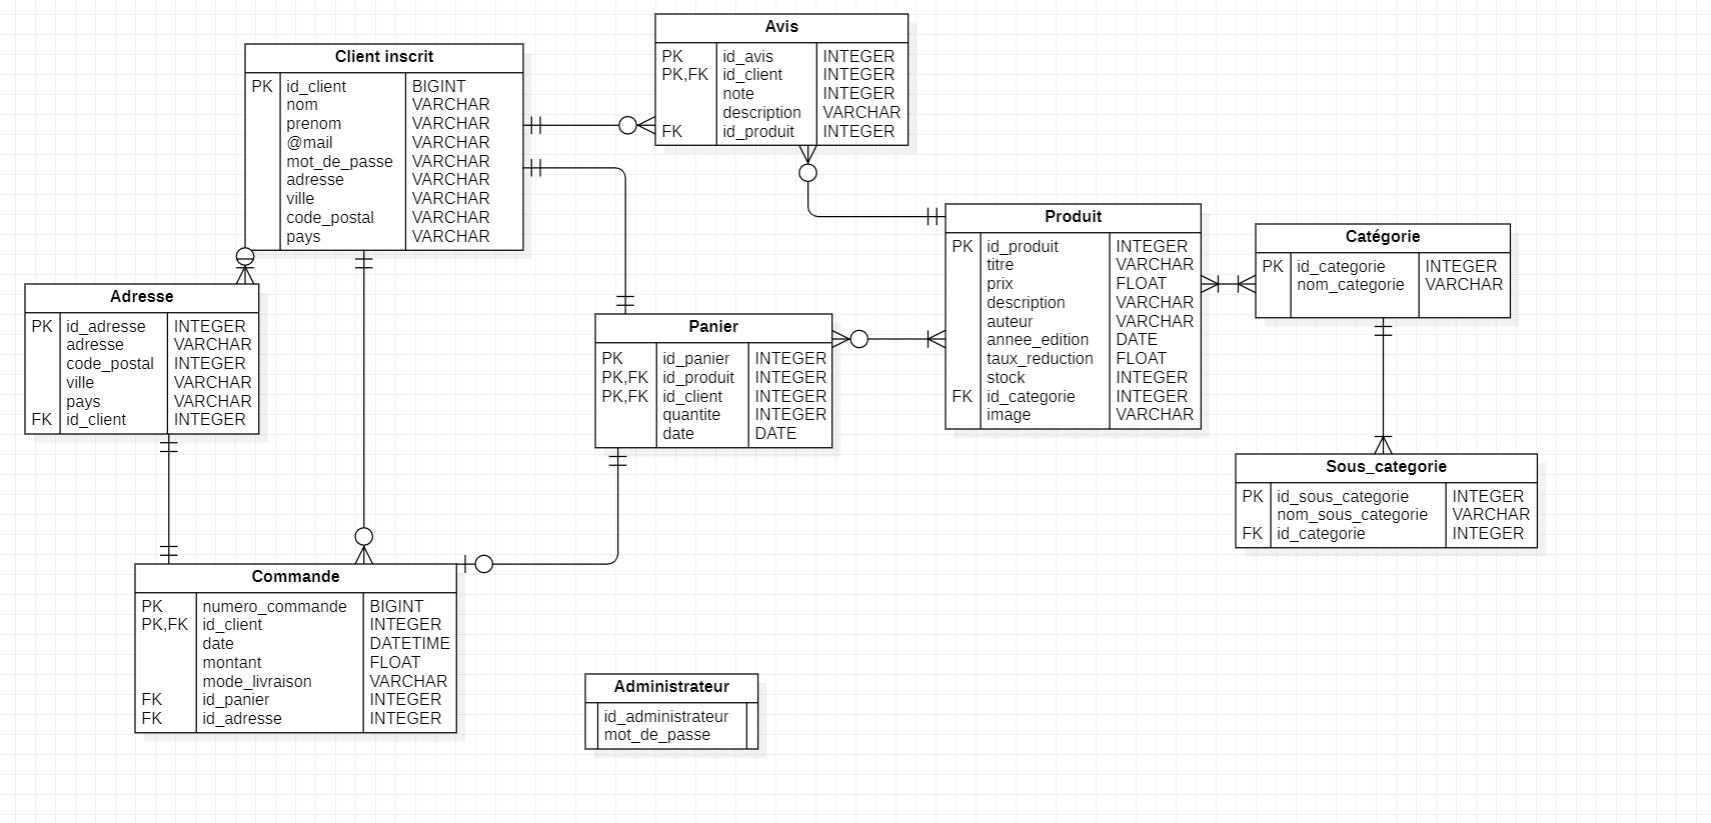 Client inscrit
PK id_client BIGINT
nom VARCHAR
prenom VARCHAR
@mail VARCHAR
mot_de_passe VARCHAR
adresse VARCHAR
ville VARCHAR
code_postal VARCHAR
pays VARCHAR
Avis
PK id_avis INTEGER
PK,FK id_client INTEGER
note INTEGER
description VARCHAR
FK id_produit INTEGER
Produit
PK id_produit INTEGER
titre VARCHAR
prix FLOAT
description VARCHAR
auteur VARCHAR
annee_edition DATE
taux_reduction FLOAT
stock INTEGER
FK id_categorie INTEGER
image VARCHAR
Catégorie
PK id_categorie INTEGER
nom_categorie VARCHAR
Adresse
PK id_adresse INTEGER
adresse VARCHAR
code_postal INTEGER
ville VARCHAR
pays VARCHAR
FK id_client INTEGER
Panier
PK id_panier INTEGER
PK,FK id_produit INTEGER
PK,FK id_client INTEGER
quantite INTEGER
date DATE
Sous_categorie
PK id_sous_categorie INTEGER
nom_sous_categorie VARCHAR
FK id_categorie INTEGER
Commande
PK numero_commande BIGINT
PK,FK id_client INTEGER
date DATETIME
montant FLOAT
mode_livraison VARCHAR
FK id_panier INTEGER
FK id_adresse INTEGER
Administrateur
id_administrateur
mot_de_passe